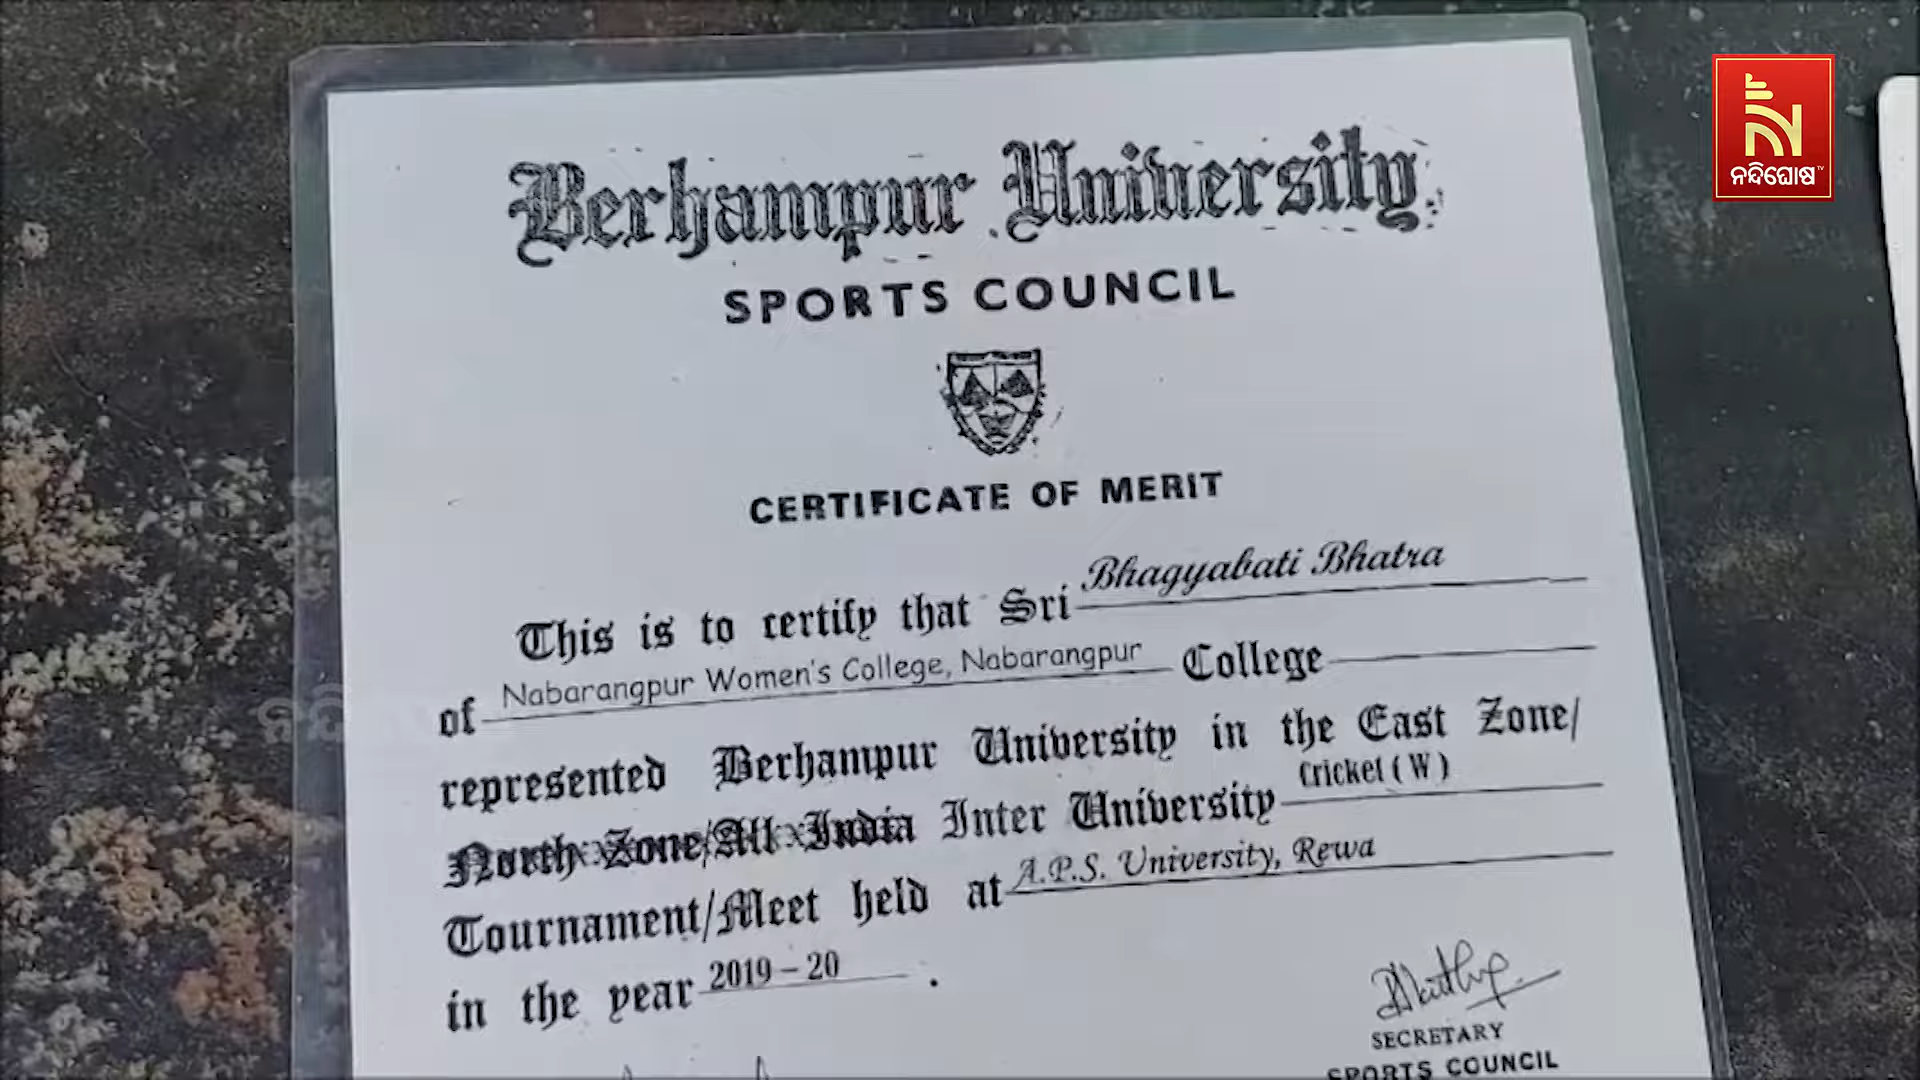 ନନ୍ଦିଘୋଷ TV
Berhampur University
SPORTS COUNCIL
CERTIFICATE OF MERIT
This is to certify that Sri Bhagyabati Bhatra
of Nabarangpur Women's College, Nabarangpur College
represented Berhampur University in the East Zone/
North Zone/All India Inter University Cricket ( W )
Tournament/Meet held at A.P.S. University, Rewa
in the year 2019 - 20 .
SECRETARY
SPORTS COUNCIL